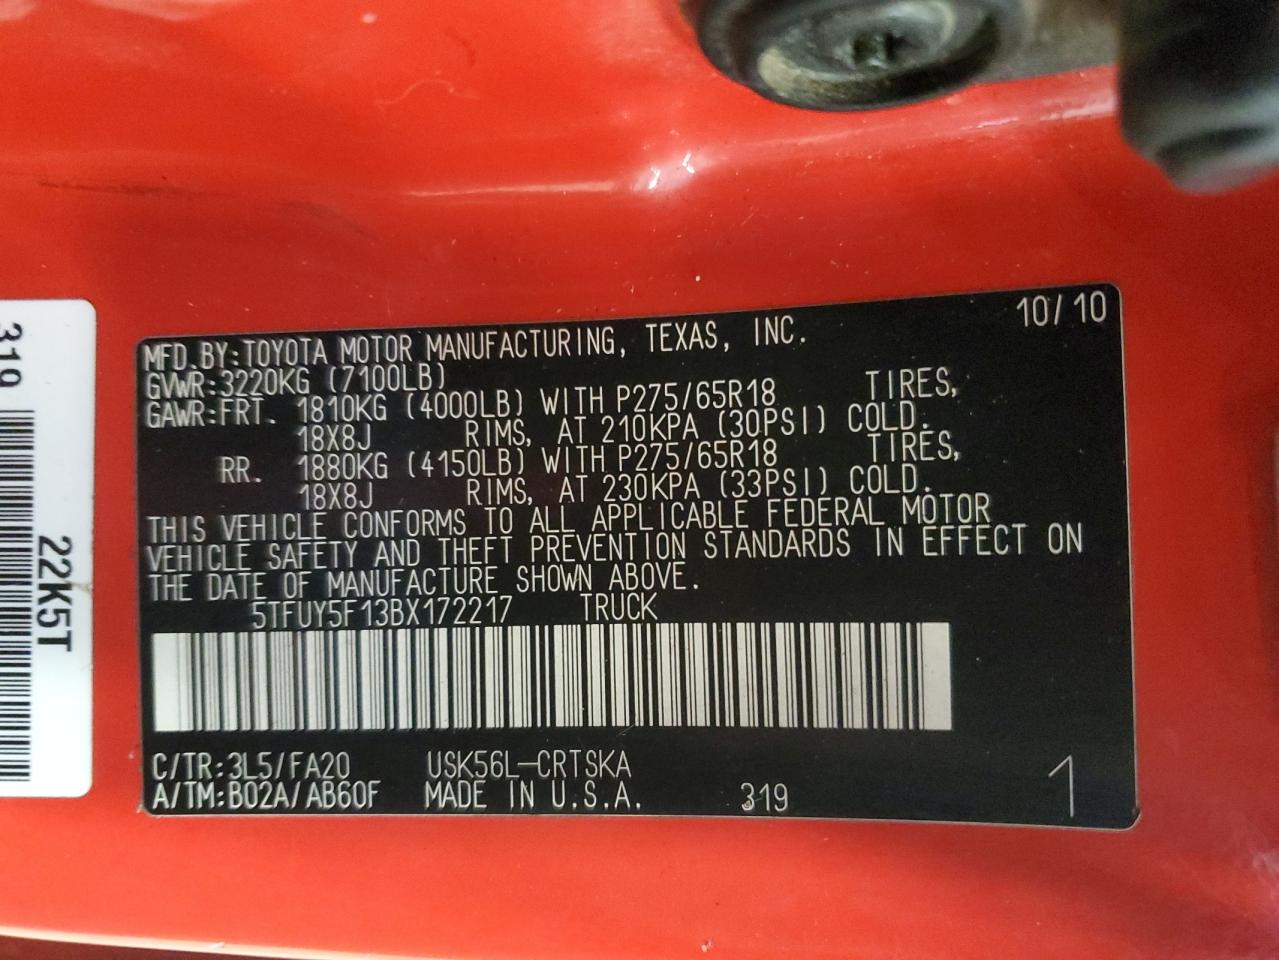 10/10
MFD.BY:TOYOTA MOTOR MANUFACTURING, TEXAS, INC.
GVWR:3220KG (7100LB)
GAWR:FRT. 1810KG (4000LB) WITH P275/65R18 TIRES,
18X8J RIMS, AT 210KPA (30PSI) COLD.
RR. 1880KG (4150LB) WITH P275/65R18 TIRES,
18X8J RIMS, AT 230KPA (33PSI) COLD.
THIS VEHICLE CONFORMS TO ALL APPLICABLE FEDERAL MOTOR
VEHICLE SAFETY AND THEFT PREVENTION STANDARDS IN EFFECT ON
THE DATE OF MANUFACTURE SHOWN ABOVE.
5TFUY5F13BX172217 TRUCK
C/TR:3L5/FA20 USK56L-CRTSKA
A/TM:B02A/AB60F MADE IN U.S.A. 319
1
319
22K5T